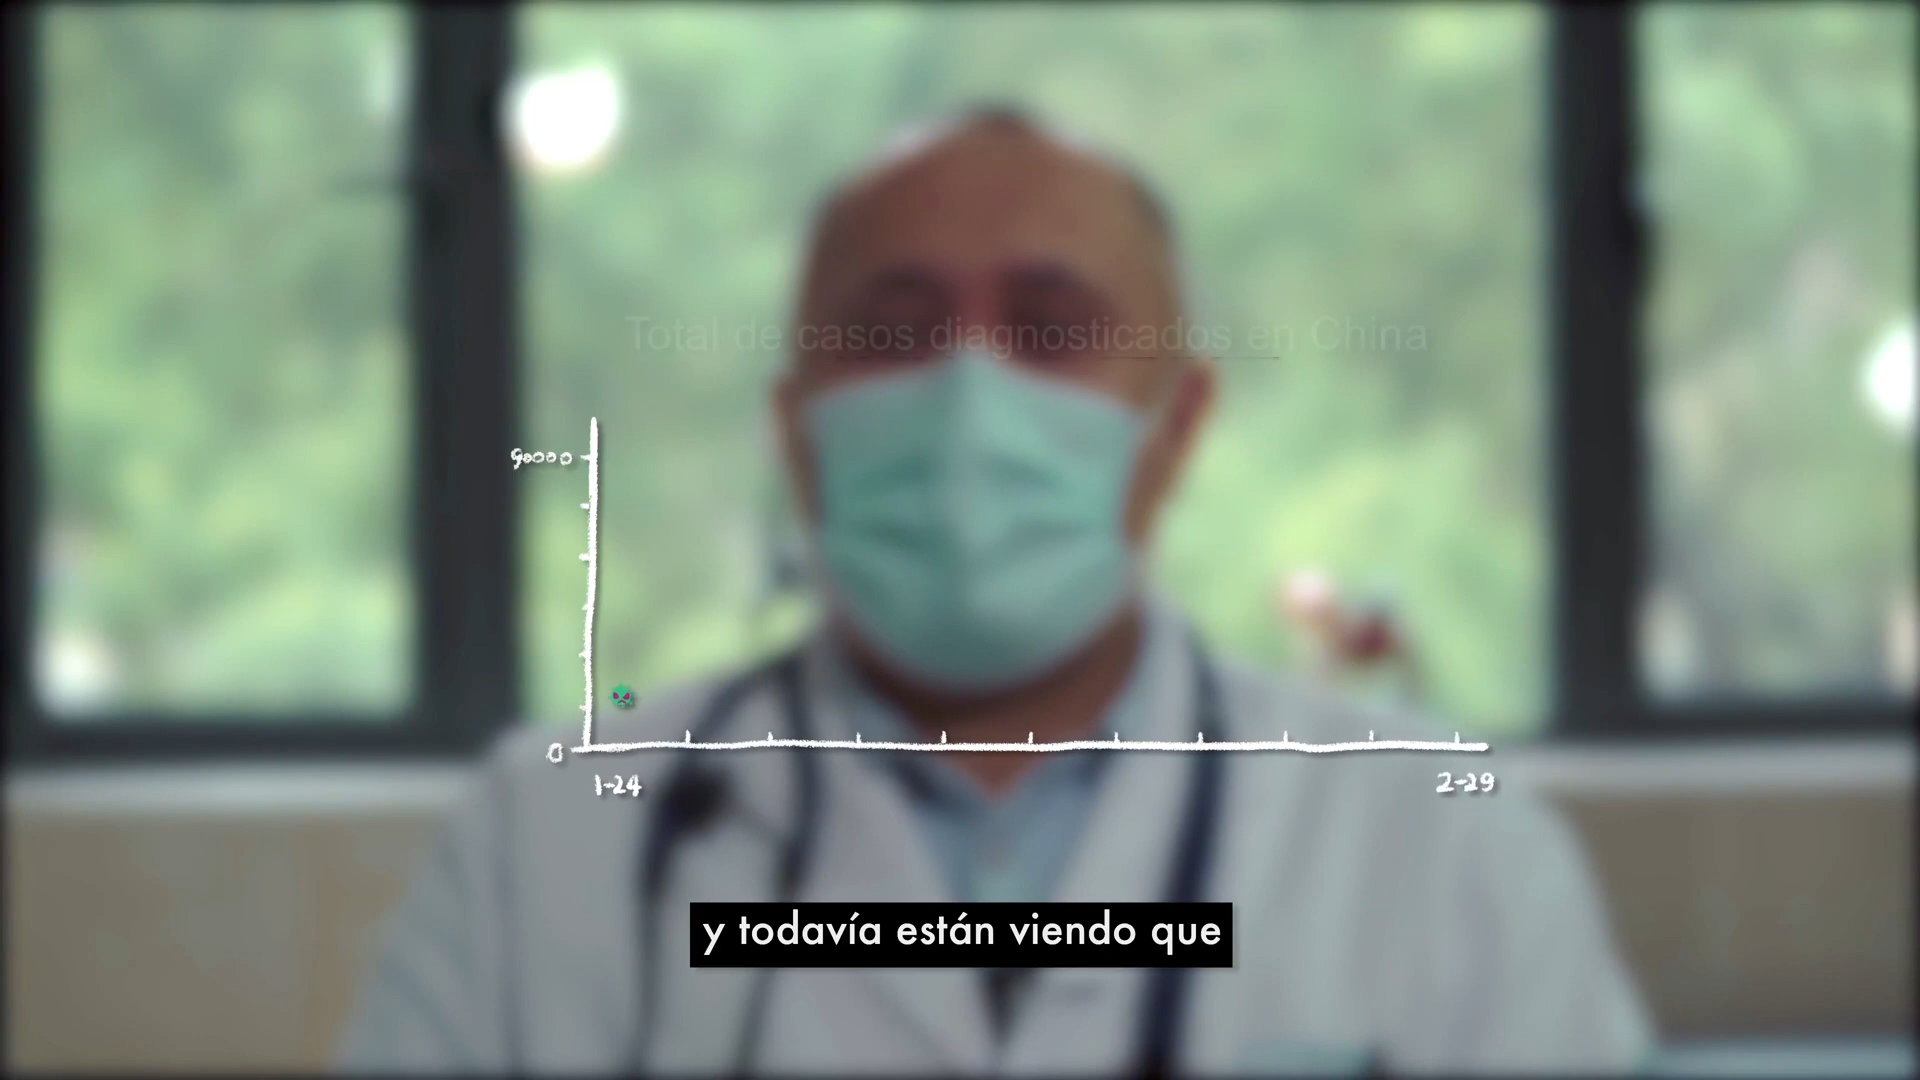 Total de casos diagnosticados en China
90000
0
1-24
2-29
y todavía están viendo que